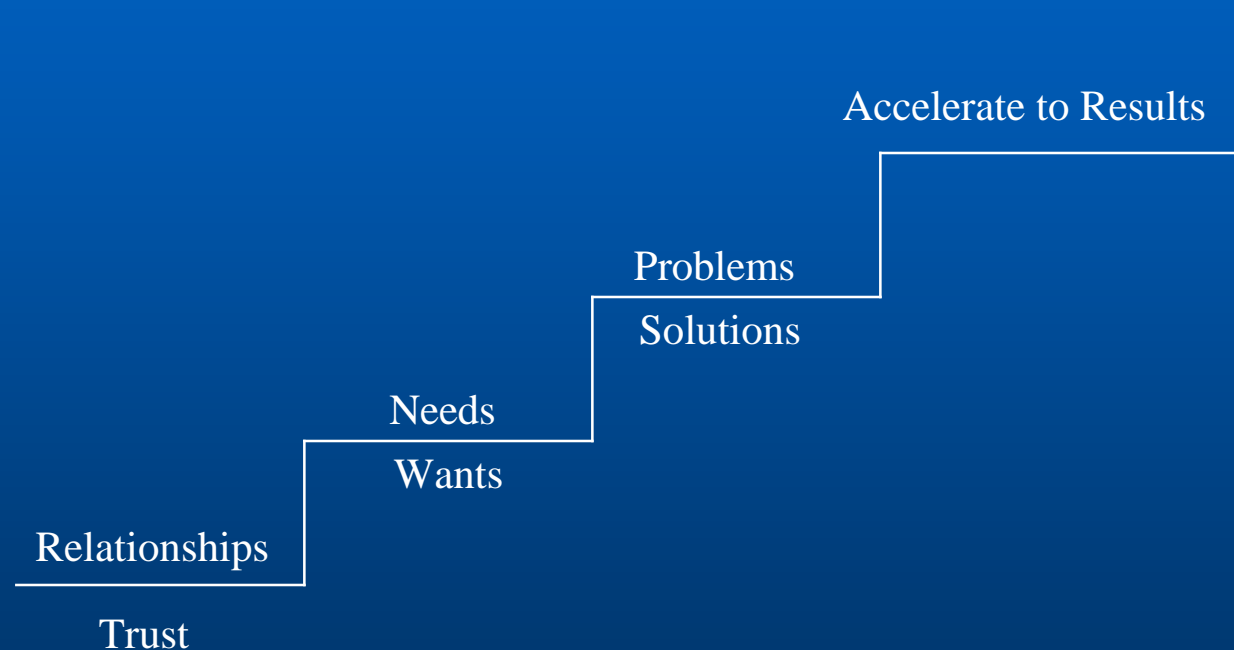 Accelerate to Results
Problems
Solutions
Needs
Wants
Relationships
Trust